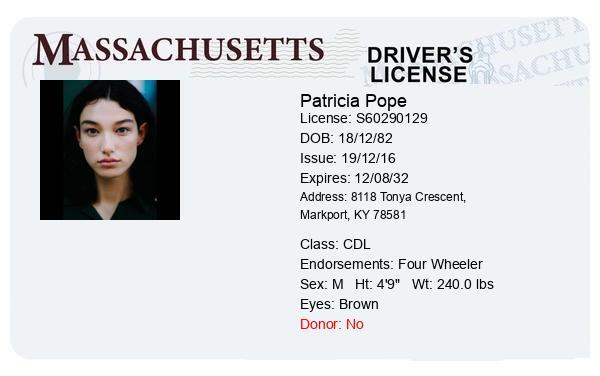 MASSACHUSETTS
DRIVER'S
LICENSE
Patricia Pope
License: S60290129
DOB: 18/12/82
Issue: 19/12/16
Expires: 12/08/32
Address: 8118 Tonya Crescent,
Markport, KY 78581
Class: CDL
Endorsements: Four Wheeler
Sex: M Ht: 4'9" Wt: 240.0 lbs
Eyes: Brown
Donor: No